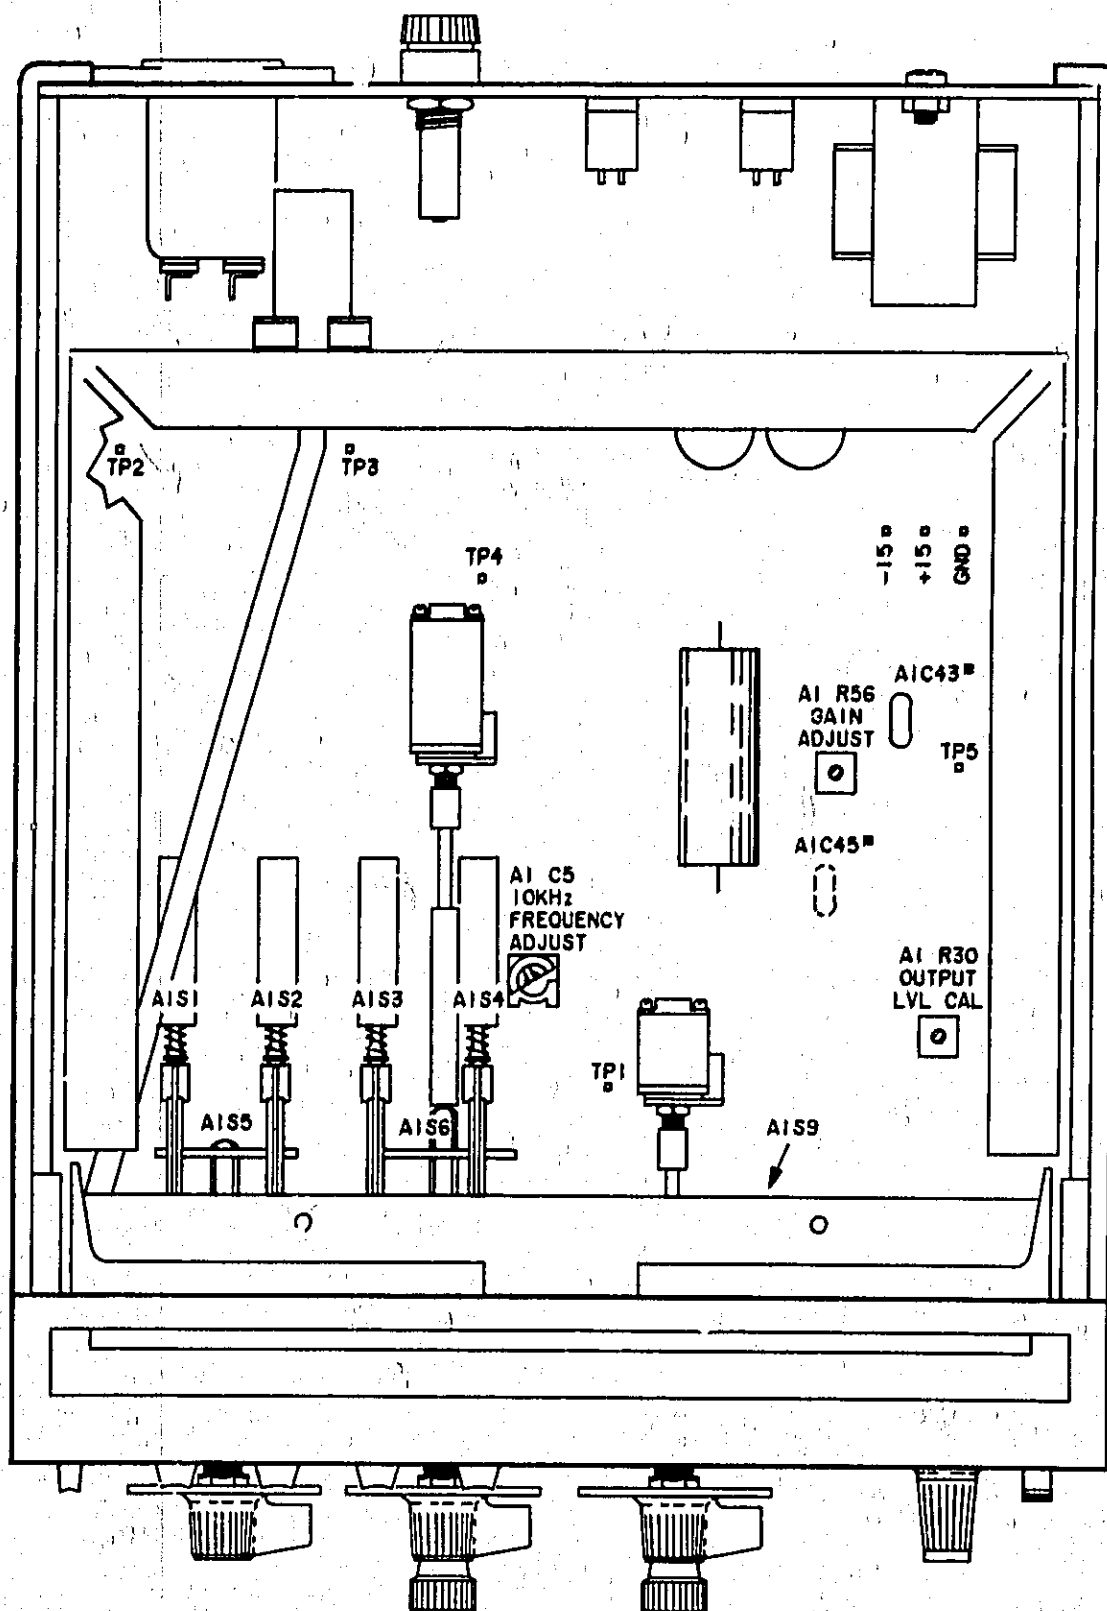 TP2
TP3
TP4
-15
+15
GND
A1C43
A1 R56
GAIN
ADJUST
TP5
A1C45
A1 C5
10KHz
FREQUENCY
ADJUST
A1 R30
OUTPUT
LVL CAL
A1S1
A1S2
A1S3
A1S4
TP1
A1S5
A1S6
A1S9